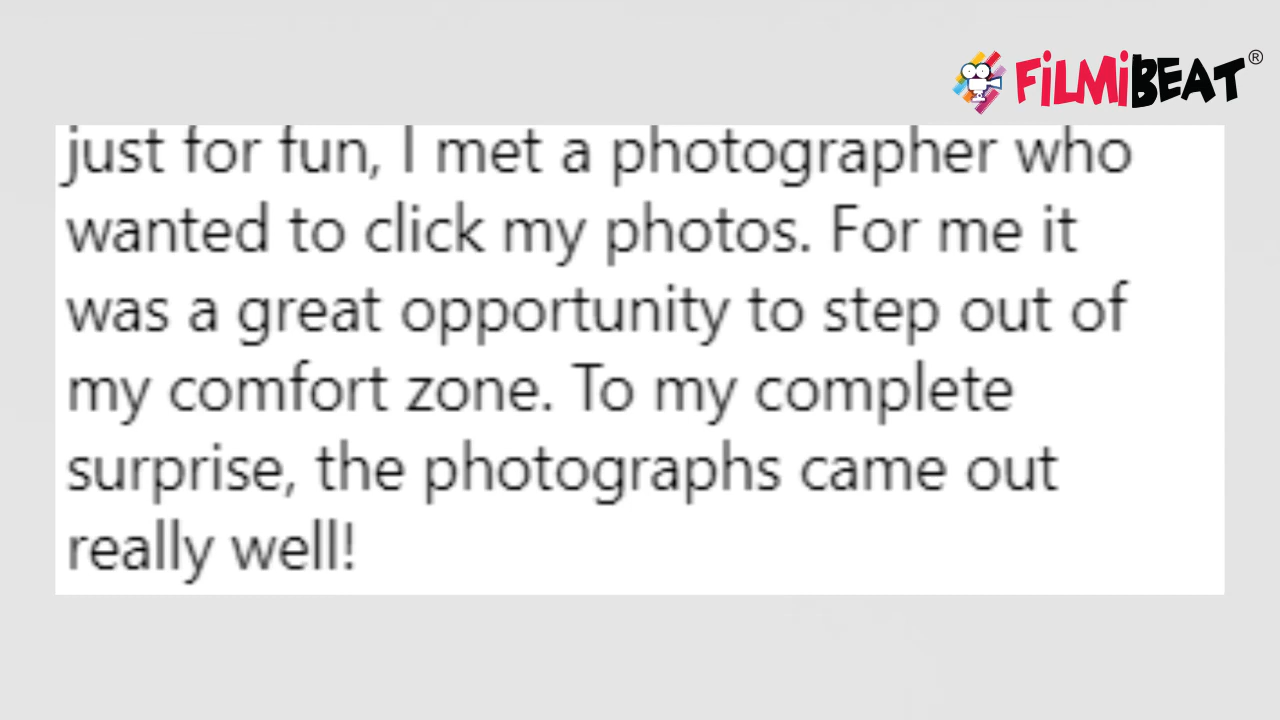 FiLMiBEAT®
just for fun, I met a photographer who
wanted to click my photos. For me it
was a great opportunity to step out of
my comfort zone. To my complete
surprise, the photographs came out
really well!